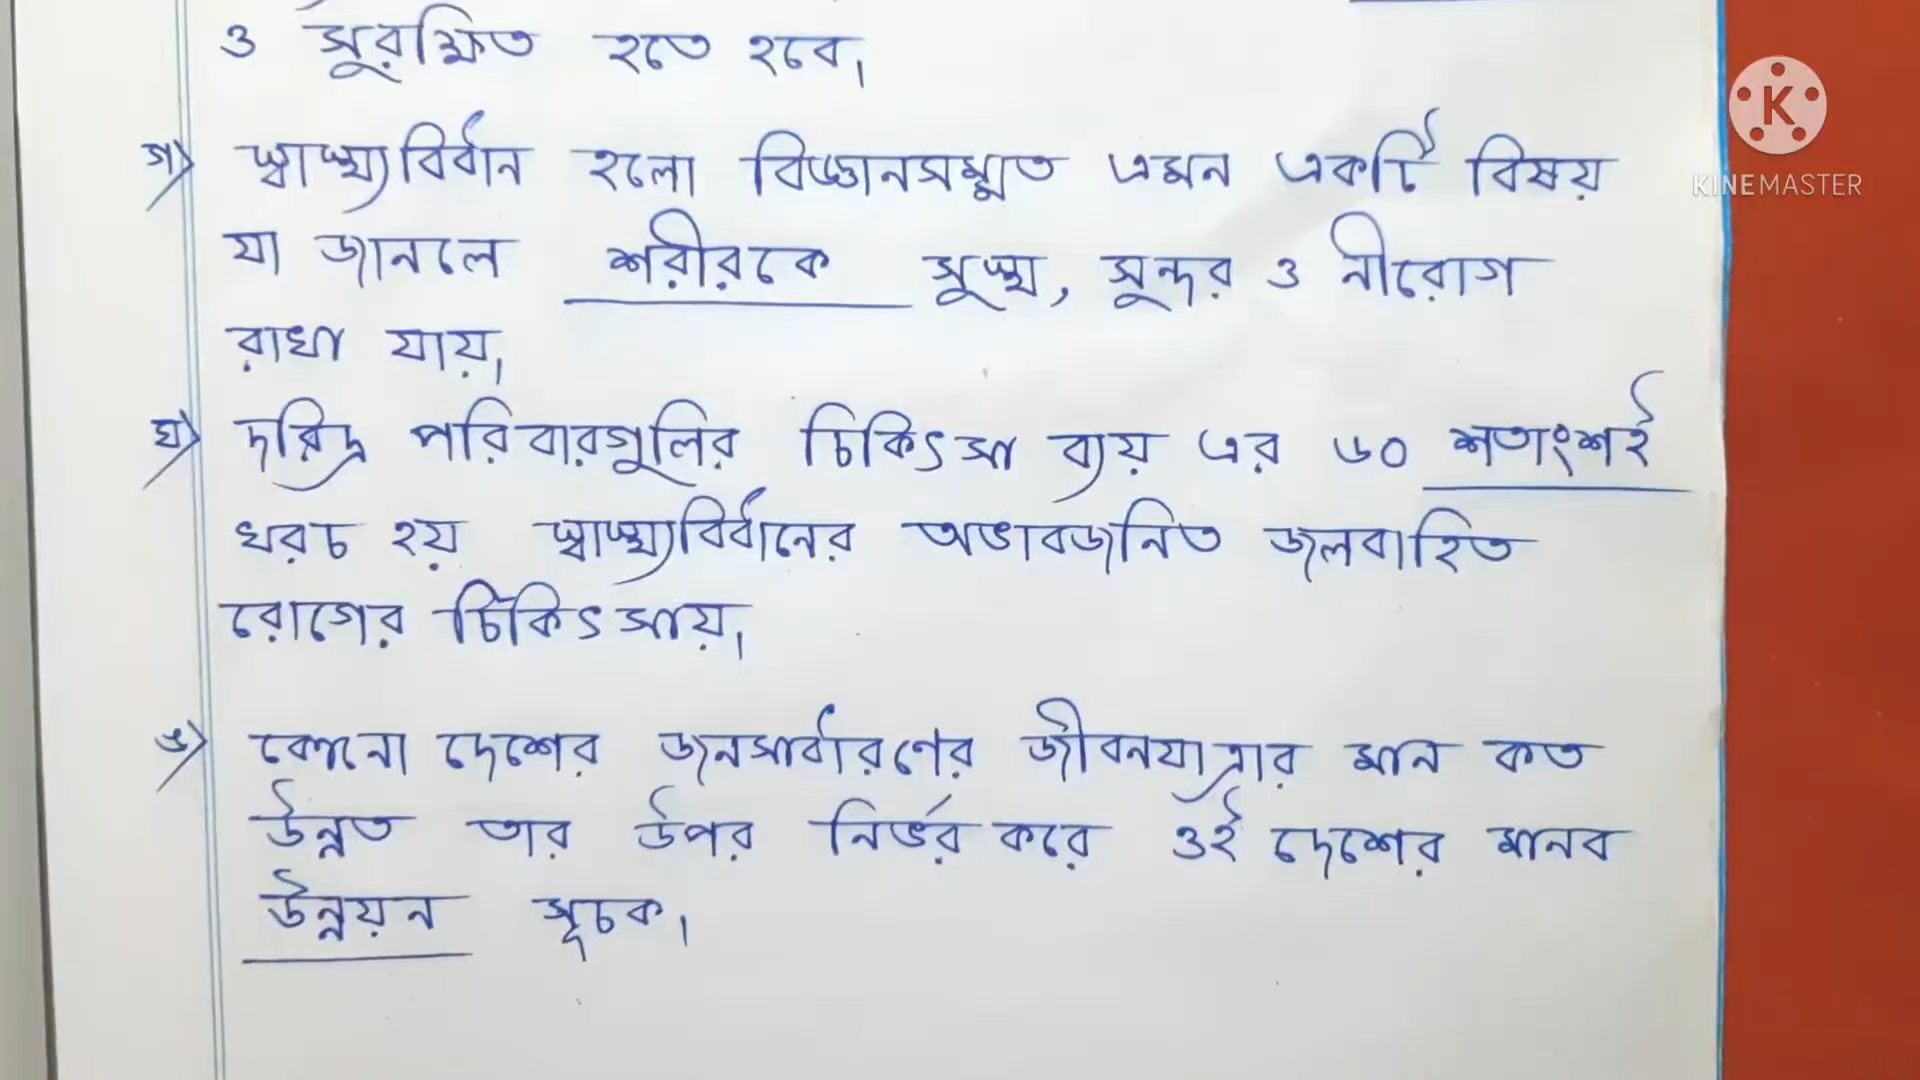 ও সুরক্ষিত হতে হবে।
গ) স্বাস্থ্যবিধান হলো বিজ্ঞানসম্মত এমন একটি বিষয়
যা জানলে শরীরকে সুস্থ, সুন্দর ও নীরোগ
রাখা যায়।
ঘ) দরিদ্র পরিবারগুলির চিকিৎসা ব্যয় এর ৬০ শতাংশই
খরচ হয় স্বাস্থ্যবিধানের অভাবজনিত জলবাহিত
রোগের চিকিৎসায়।
ঙ) কোনো দেশের জনসাধারণের জীবনযাত্রার মান কত
উন্নত তার উপর নির্ভর করে ওই দেশের মানব
উন্নয়ন সূচক।
K
KINEMASTER